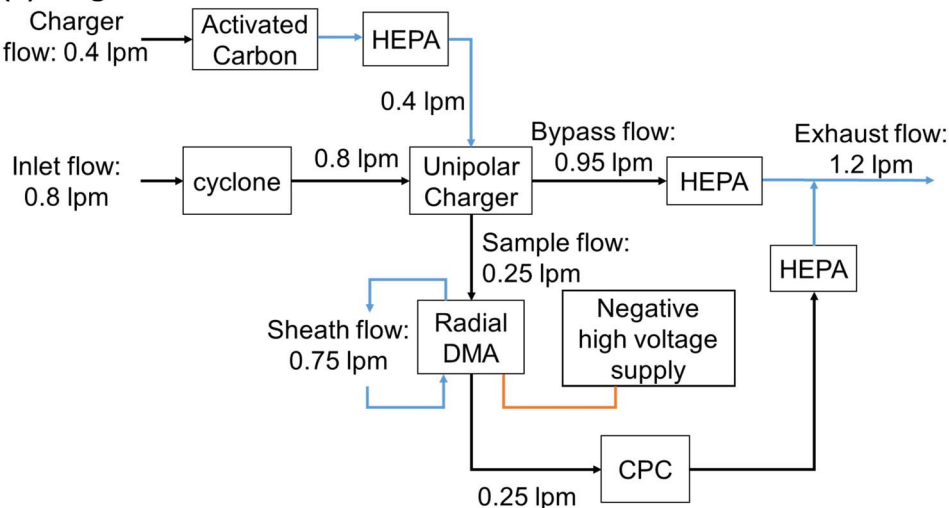 Charger
flow: 0.4 lpm
Activated
Carbon
HEPA
0.4 lpm
Inlet flow:
0.8 lpm
cyclone
0.8 lpm
Unipolar
Charger
Bypass flow:
0.95 lpm
HEPA
Exhaust flow:
1.2 lpm
Sample flow:
0.25 lpm
HEPA
Sheath flow:
0.75 lpm
Radial
DMA
Negative
high voltage
supply
0.25 lpm
CPC